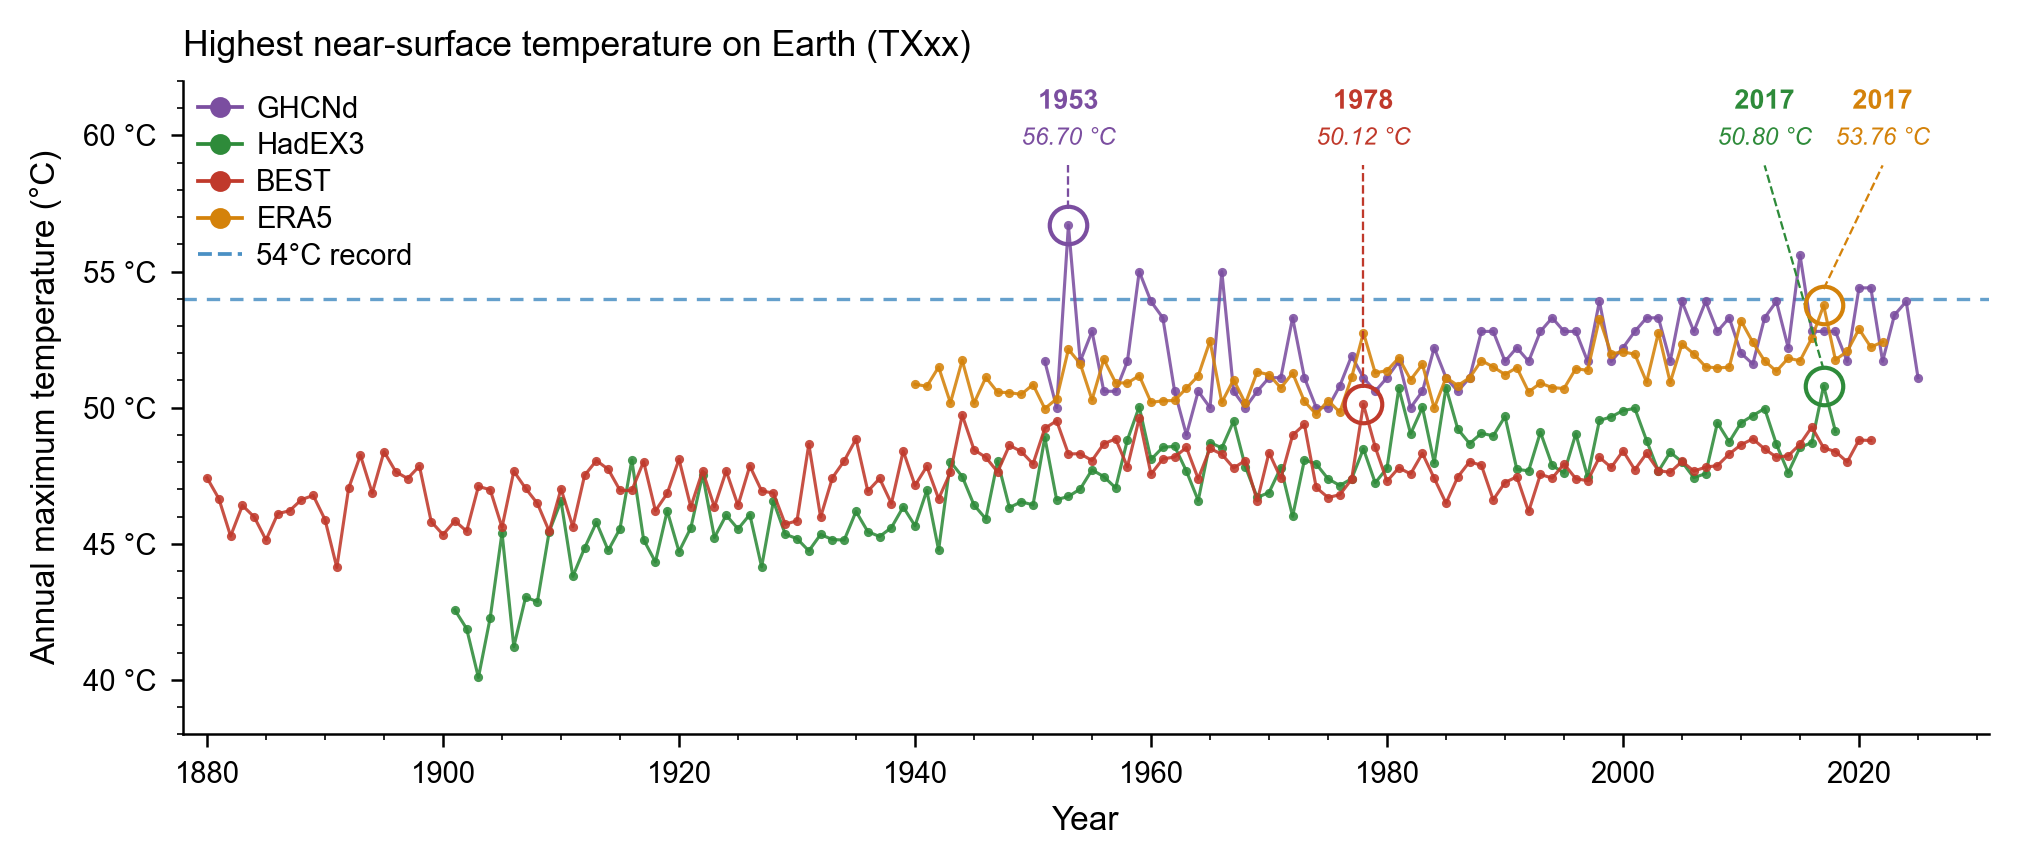 Highest near-surface temperature on Earth (TXxx)
GHCNd
HadEX3
BEST
ERA5
54°C record
1953
56.70 °C
1978
50.12 °C
2017
50.80 °C
2017
53.76 °C
Annual maximum temperature (°C)
60 °C
55 °C
50 °C
45 °C
40 °C
1880 1900 1920 1940 1960 1980 2000 2020
Year